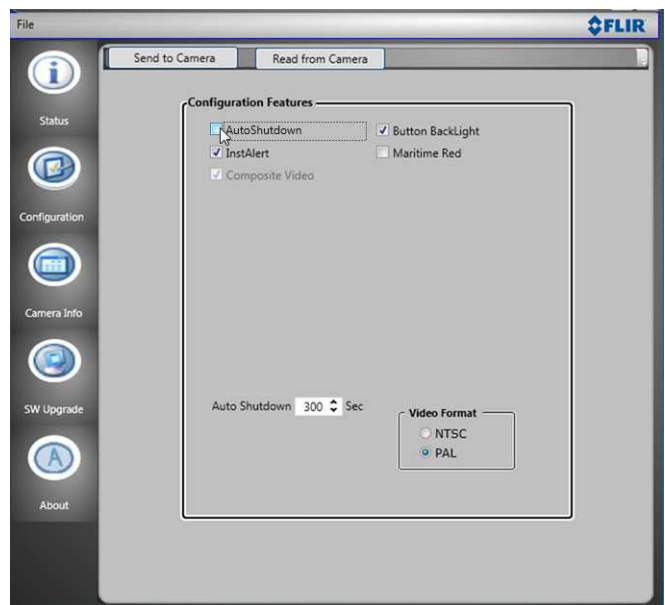 File
FLIR
Send to Camera
Read from Camera
Status
Configuration
Camera Info
SW Upgrade
A
About
Configuration Features
AutoShutdown
Button BackLight
InstAlert
Maritime Red
Composite Video
Auto Shutdown 300 Sec
Video Format
NTSC
PAL